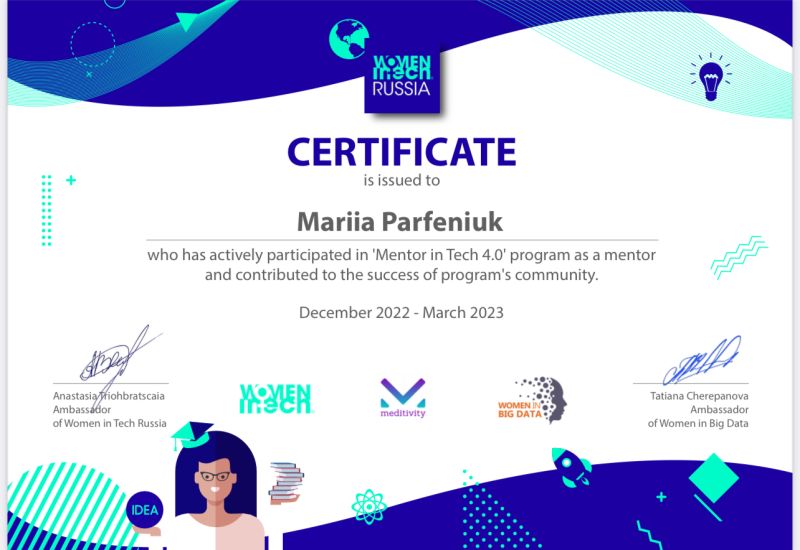 WOMEN
in TECH
RUSSIA
CERTIFICATE
is issued to
Mariia Parfeniuk
who has actively participated in 'Mentor in Tech 4.0' program as a mentor
and contributed to the success of program's community.
December 2022 - March 2023
Anastasia Triohbratscaia
Ambassador
of Women in Tech Russia
WOMEN
in TECH
meditivity
WOMEN IN
BIG DATA
Tatiana Cherepanova
Ambassador
of Women in Big Data
IDEA